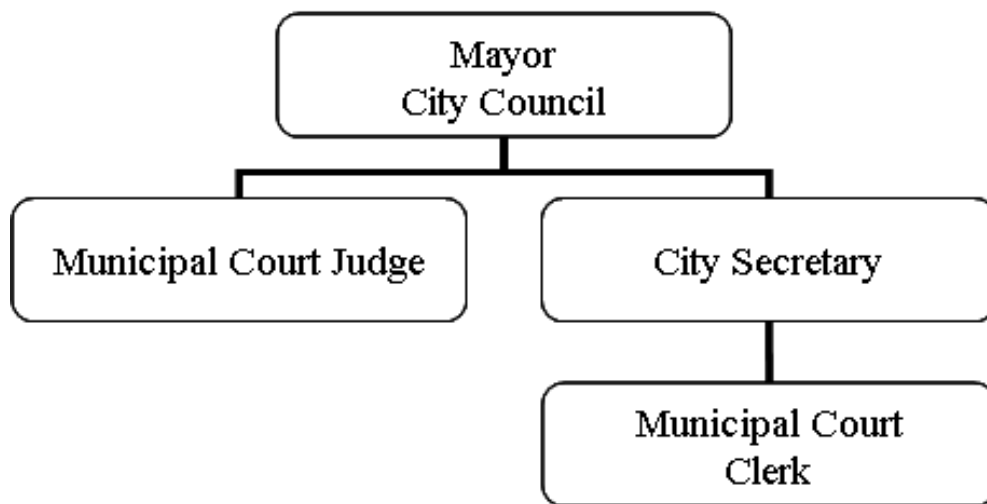 Mayor
City Council
Municipal Court Judge
City Secretary
Municipal Court
Clerk